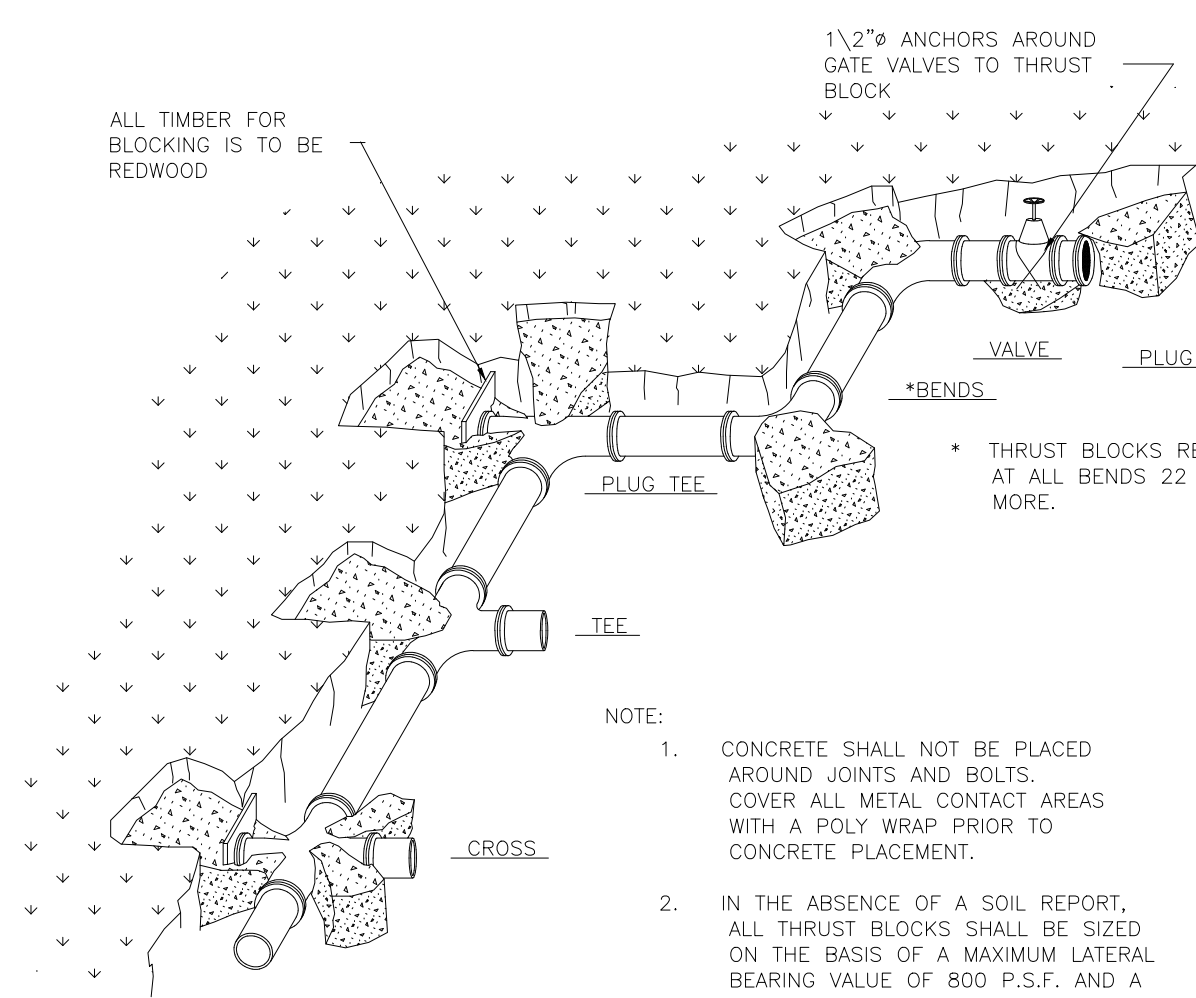 1\2”ø ANCHORS AROUND
GATE VALVES TO THRUST
BLOCK
ALL TIMBER FOR
BLOCKING IS TO BE
REDWOOD
VALVE
PLUG
*BENDS
* THRUST BLOCKS RE
AT ALL BENDS 22
MORE.
PLUG TEE
TEE
CROSS
NOTE:
1. CONCRETE SHALL NOT BE PLACED
AROUND JOINTS AND BOLTS.
COVER ALL METAL CONTACT AREAS
WITH A POLY WRAP PRIOR TO
CONCRETE PLACEMENT.
2. IN THE ABSENCE OF A SOIL REPORT,
ALL THRUST BLOCKS SHALL BE SIZED
ON THE BASIS OF A MAXIMUM LATERAL
BEARING VALUE OF 800 P.S.F. AND A